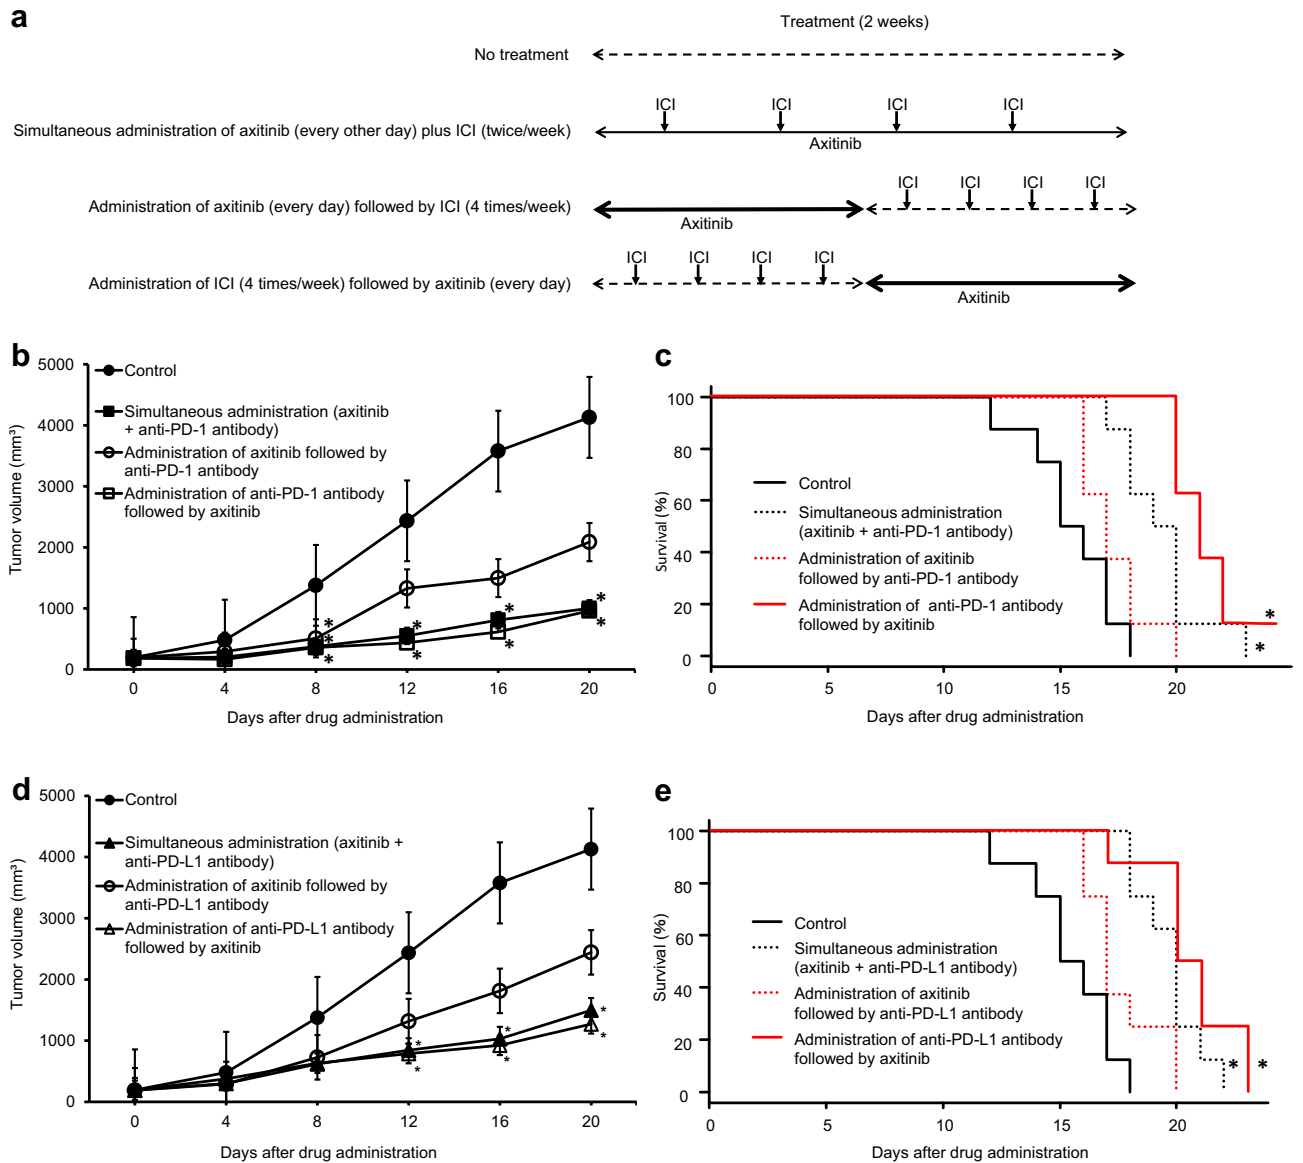 a
Treatment (2 weeks)
No treatment
ICI ICI ICI ICI
Simultaneous administration of axitinib (every other day) plus ICI (twice/week)
Axitinib
ICI ICI ICI ICI
Administration of axitinib (every day) followed by ICI (4 times/week)
Axitinib
ICI ICI ICI ICI
Administration of ICI (4 times/week) followed by axitinib (every day)
Axitinib
b
Tumor volume (mm³)
5000
4000
3000
2000
1000
0
Control
Simultaneous administration (axitinib
+ anti-PD-1 antibody)
Administration of axitinib followed by
anti-PD-1 antibody
Administration of anti-PD-1 antibody
followed by axitinib
* * *
* *
* *
* *
0 4 8 12 16 20
Days after drug administration
c
Survival (%)
100
80
60
40
20
0
Control
Simultaneous administration
(axitinib + anti-PD-1 antibody)
Administration of axitinib
followed by anti-PD-1 antibody
Administration of anti-PD-1 antibody
followed by axitinib
*
*
0 5 10 15 20
Days after drug administration
d
Tumor volume (mm³)
5000
4000
3000
2000
1000
0
Control
Simultaneous administration (axitinib +
anti-PD-L1 antibody)
Administration of axitinib followed by
anti-PD-L1 antibody
Administration of anti-PD-L1 antibody
followed by axitinib
* *
* *
* *
0 4 8 12 16 20
Days after drug administration
e
Survival (%)
100
80
60
40
20
0
Control
Simultaneous administration
(axitinib + anti-PD-L1 antibody)
Administration of axitinib
followed by anti-PD-L1 antibody
Administration of anti-PD-L1 antibody
followed by axitinib
* *
0 5 10 15 20
Days after drug administration